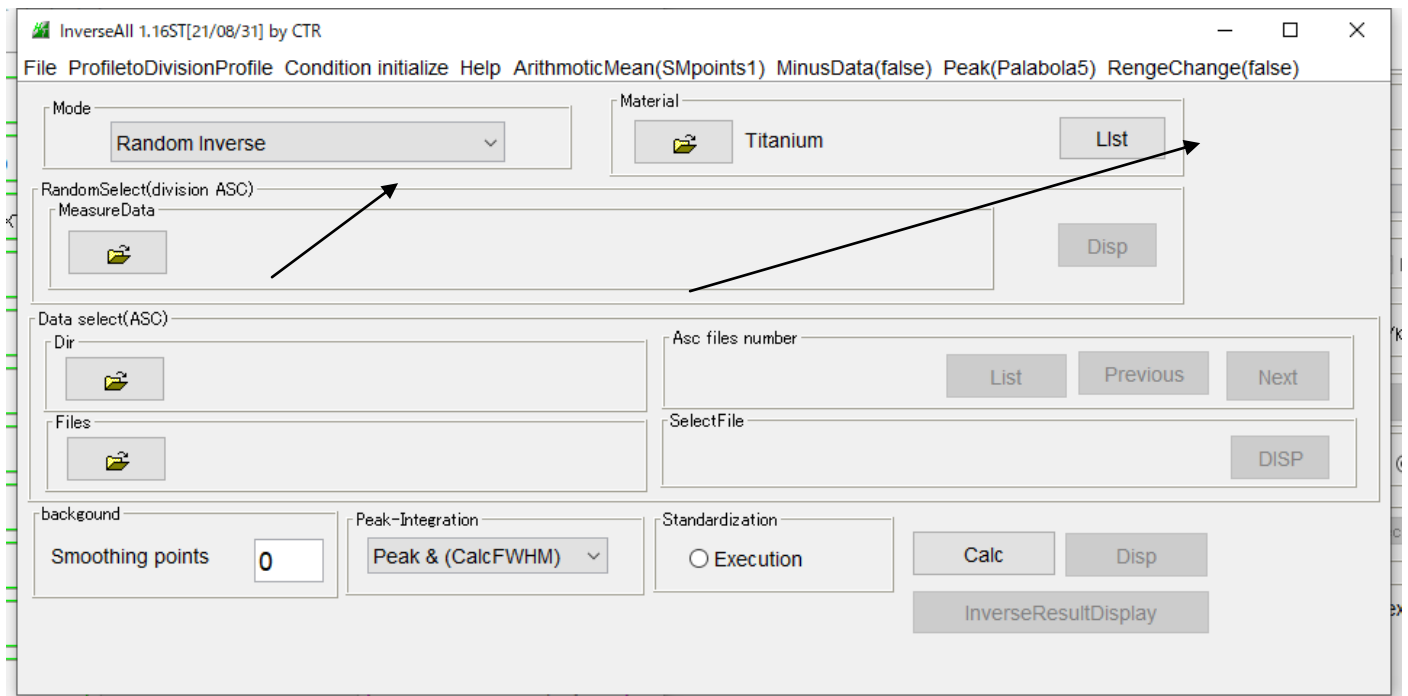 InverseAll 1.16ST[21/08/31] by CTR
File ProfiletoDivisionProfile Condition initialize Help ArithmoticMean(SMpoints1) MinusData(false) Peak(Palabola5) RengeChange(false)
Mode
Random Inverse
Material
Titanium
LIst
RandomSelect(division ASC)
MeasureData
Disp
Data select(ASC)
Dir
Asc files number
List
Previous
Next
Files
SelectFile
DISP
backgound
Smoothing points
0
Peak-Integration
Peak & (CalcFWHM)
Standardization
Execution
Calc
Disp
InverseResultDisplay